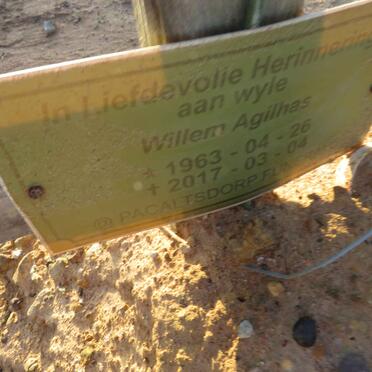 In Liefdevolle Herinnering
aan wyle
Willem Agilhas
* 1963 - 04 - 26
† 2017 - 03 - 04
© PACALTSDORP